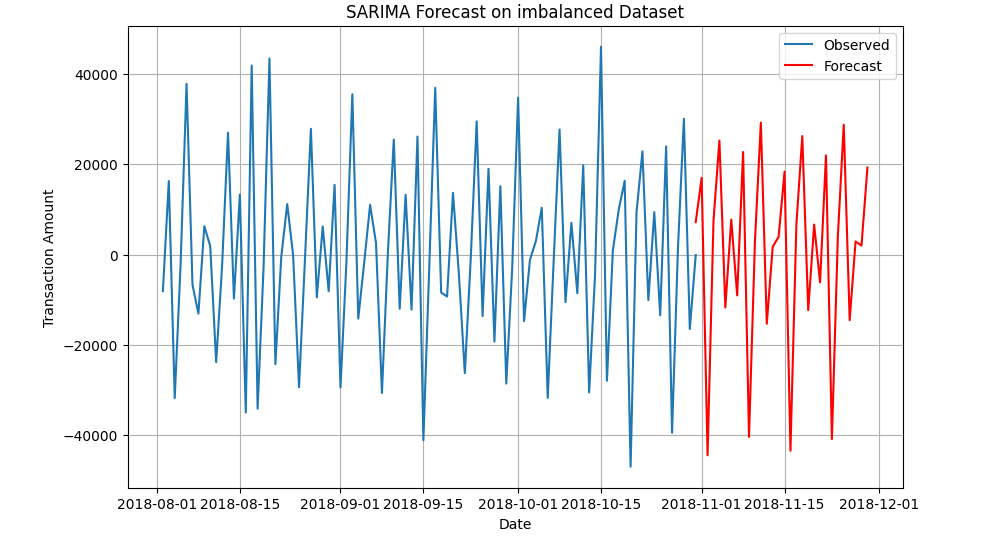 SARIMA Forecast on imbalanced Dataset
Observed
Forecast
40000
20000
0
−20000
−40000
Transaction Amount
2018-08-01 2018-08-15 2018-09-01 2018-09-15 2018-10-01 2018-10-15 2018-11-01 2018-11-15 2018-12-01
Date